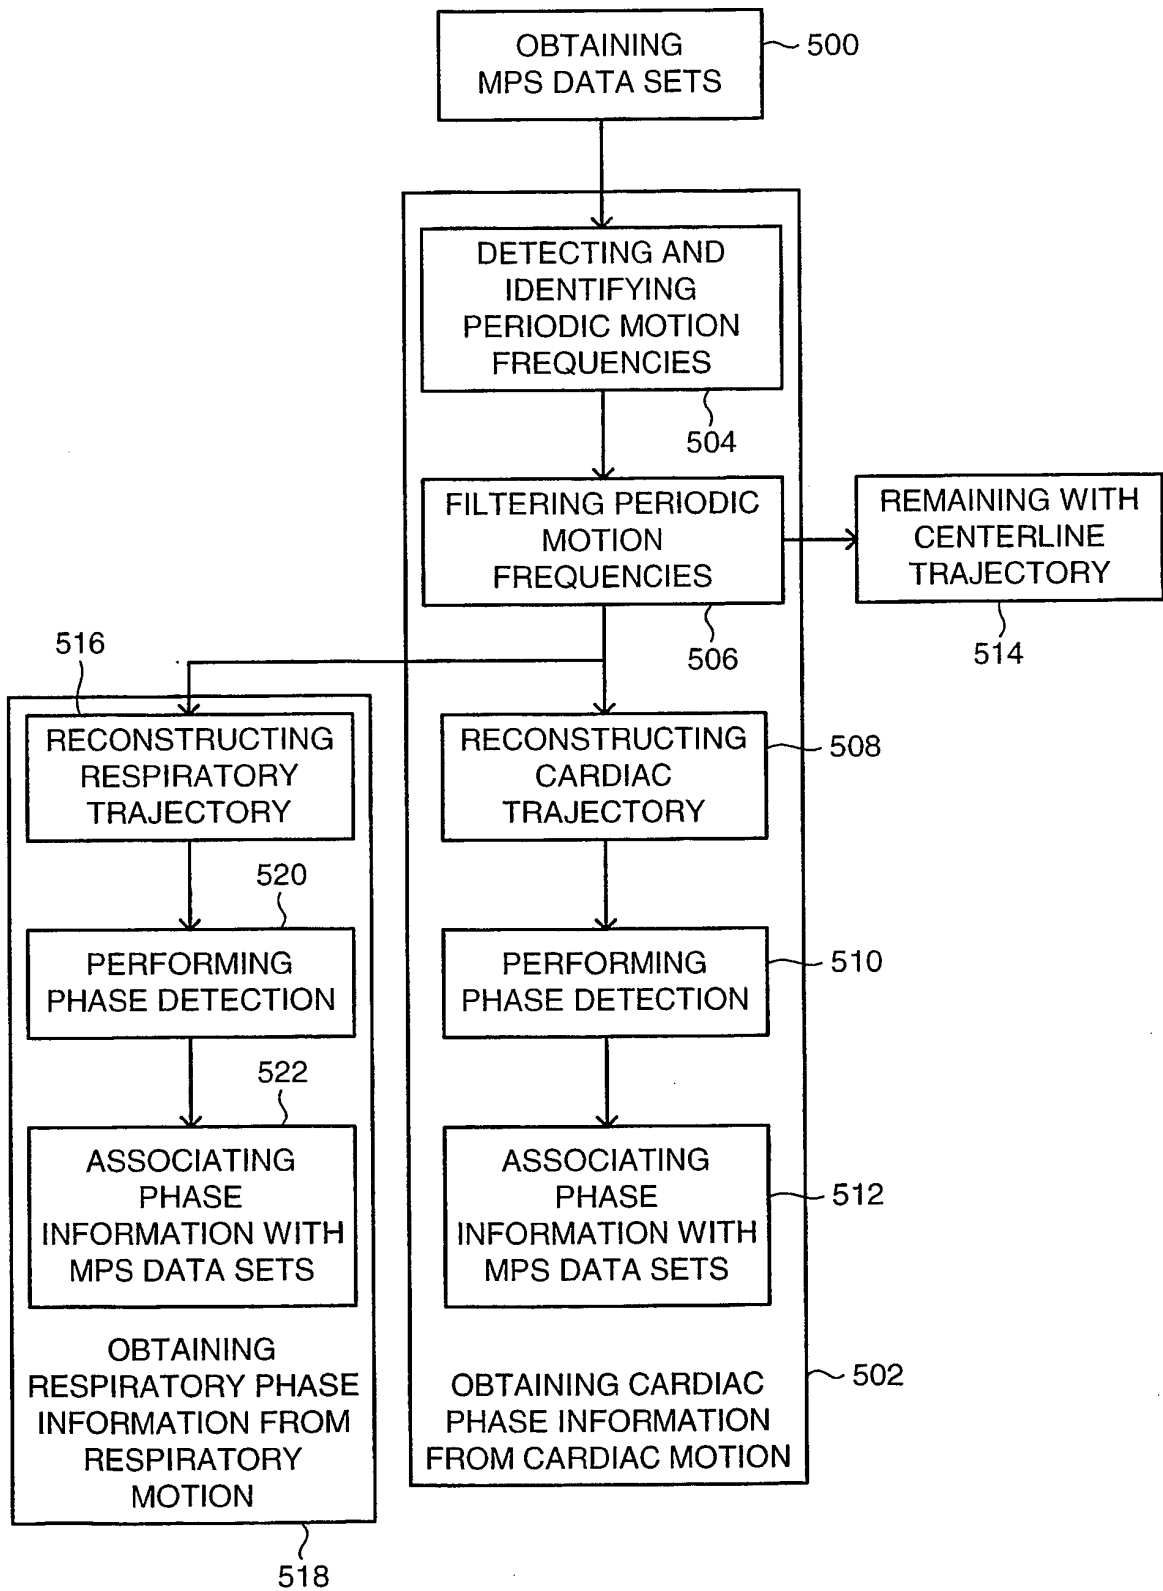 OBTAINING
MPS DATA SETS
500
DETECTING AND
IDENTIFYING
PERIODIC MOTION
FREQUENCIES
504
FILTERING PERIODIC
MOTION
FREQUENCIES
506
REMAINING WITH
CENTERLINE
TRAJECTORY
514
516
RECONSTRUCTING
RESPIRATORY
TRAJECTORY
RECONSTRUCTING
CARDIAC
TRAJECTORY
508
520
PERFORMING
PHASE DETECTION
PERFORMING
PHASE DETECTION
510
522
ASSOCIATING
PHASE
INFORMATION WITH
MPS DATA SETS
ASSOCIATING
PHASE
INFORMATION WITH
MPS DATA SETS
512
OBTAINING
RESPIRATORY PHASE
INFORMATION FROM
RESPIRATORY
MOTION
518
OBTAINING CARDIAC
PHASE INFORMATION
FROM CARDIAC MOTION
502